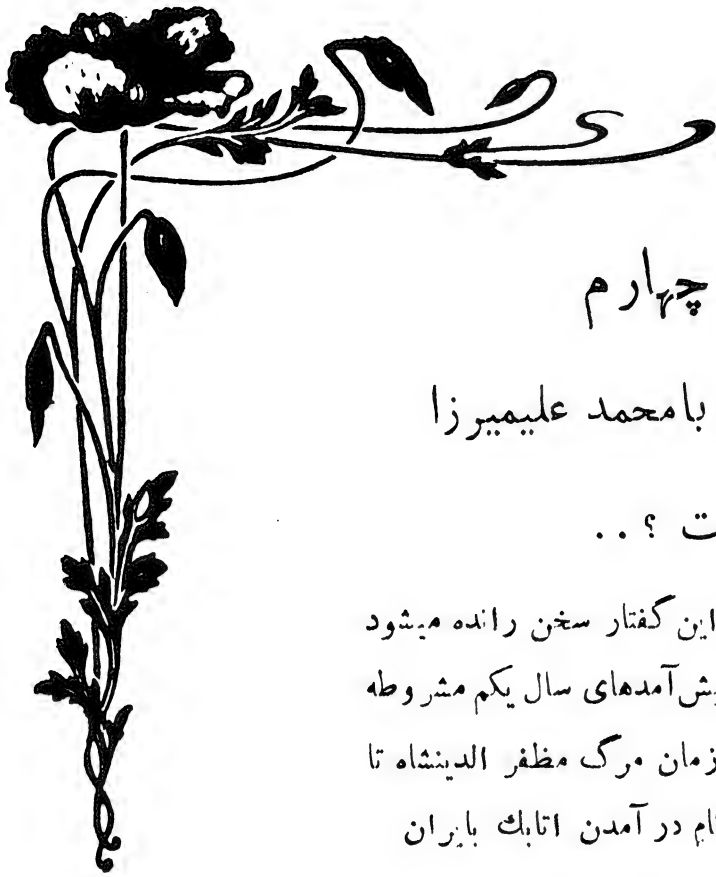 چهارم
بامحمد علیمیرزا
ت ؟..
این گفتار سخن رانده میشود
یش‌آمدهای سال یکم مشروطه
زمان مرگ مظفر الدینشاه تا
نام در آمدن اتابك بایران